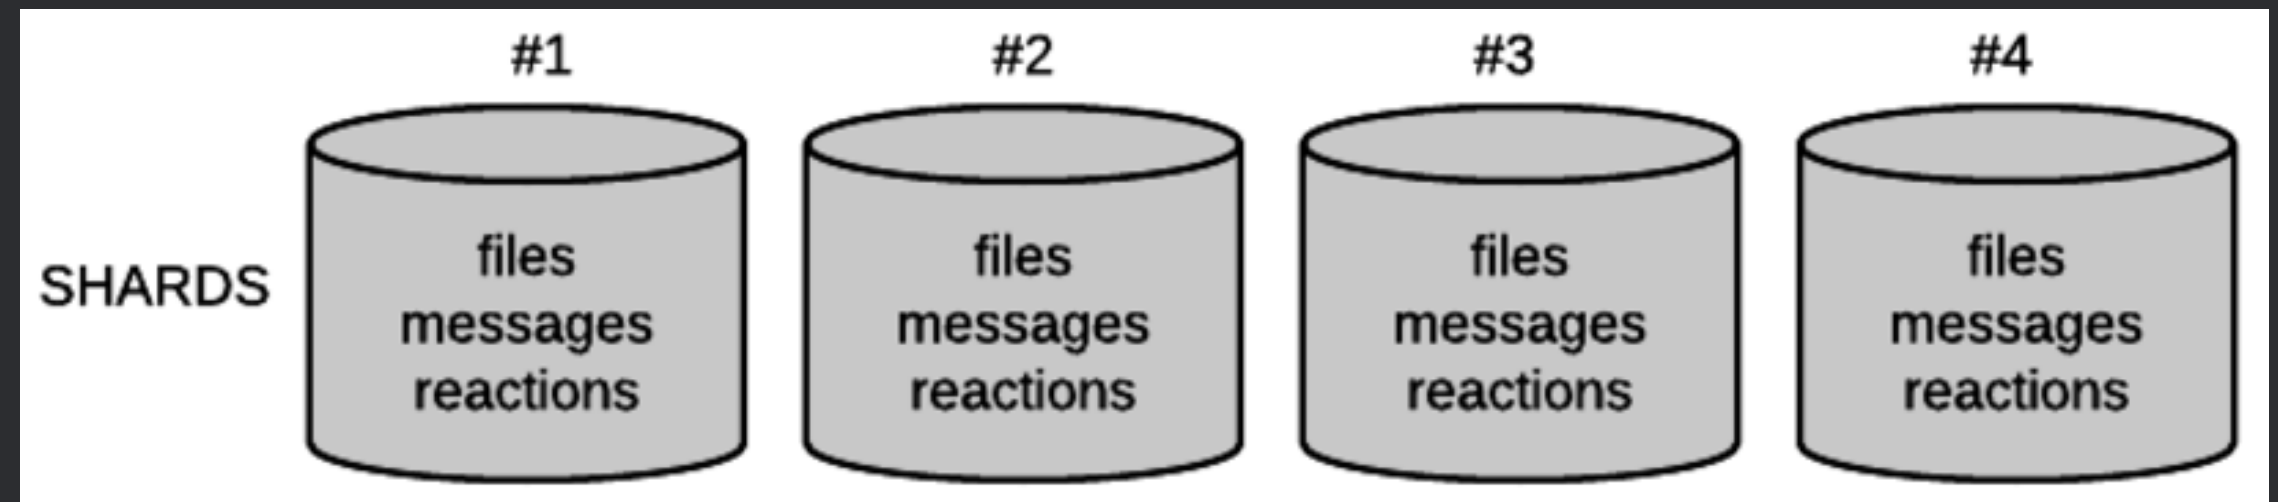 #1 #2 #3 #4
SHARDS
files
messages
reactions
files
messages
reactions
files
messages
reactions
files
messages
reactions